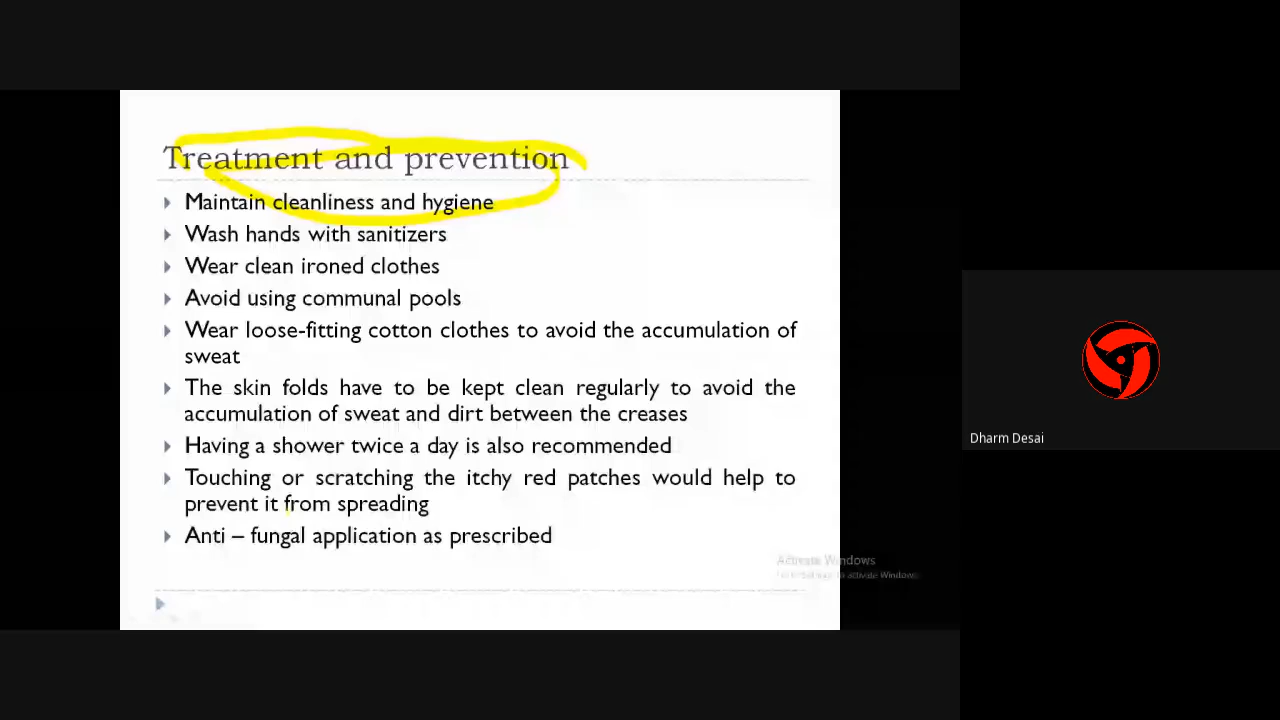 Treatment and prevention
Maintain cleanliness and hygiene
Wash hands with sanitizers
Wear clean ironed clothes
Avoid using communal pools
Wear loose-fitting cotton clothes to avoid the accumulation of
sweat
The skin folds have to be kept clean regularly to avoid the
accumulation of sweat and dirt between the creases
Having a shower twice a day is also recommended
Touching or scratching the itchy red patches would help to
prevent it from spreading
Anti – fungal application as prescribed
Activate Windows
Dharm Desai